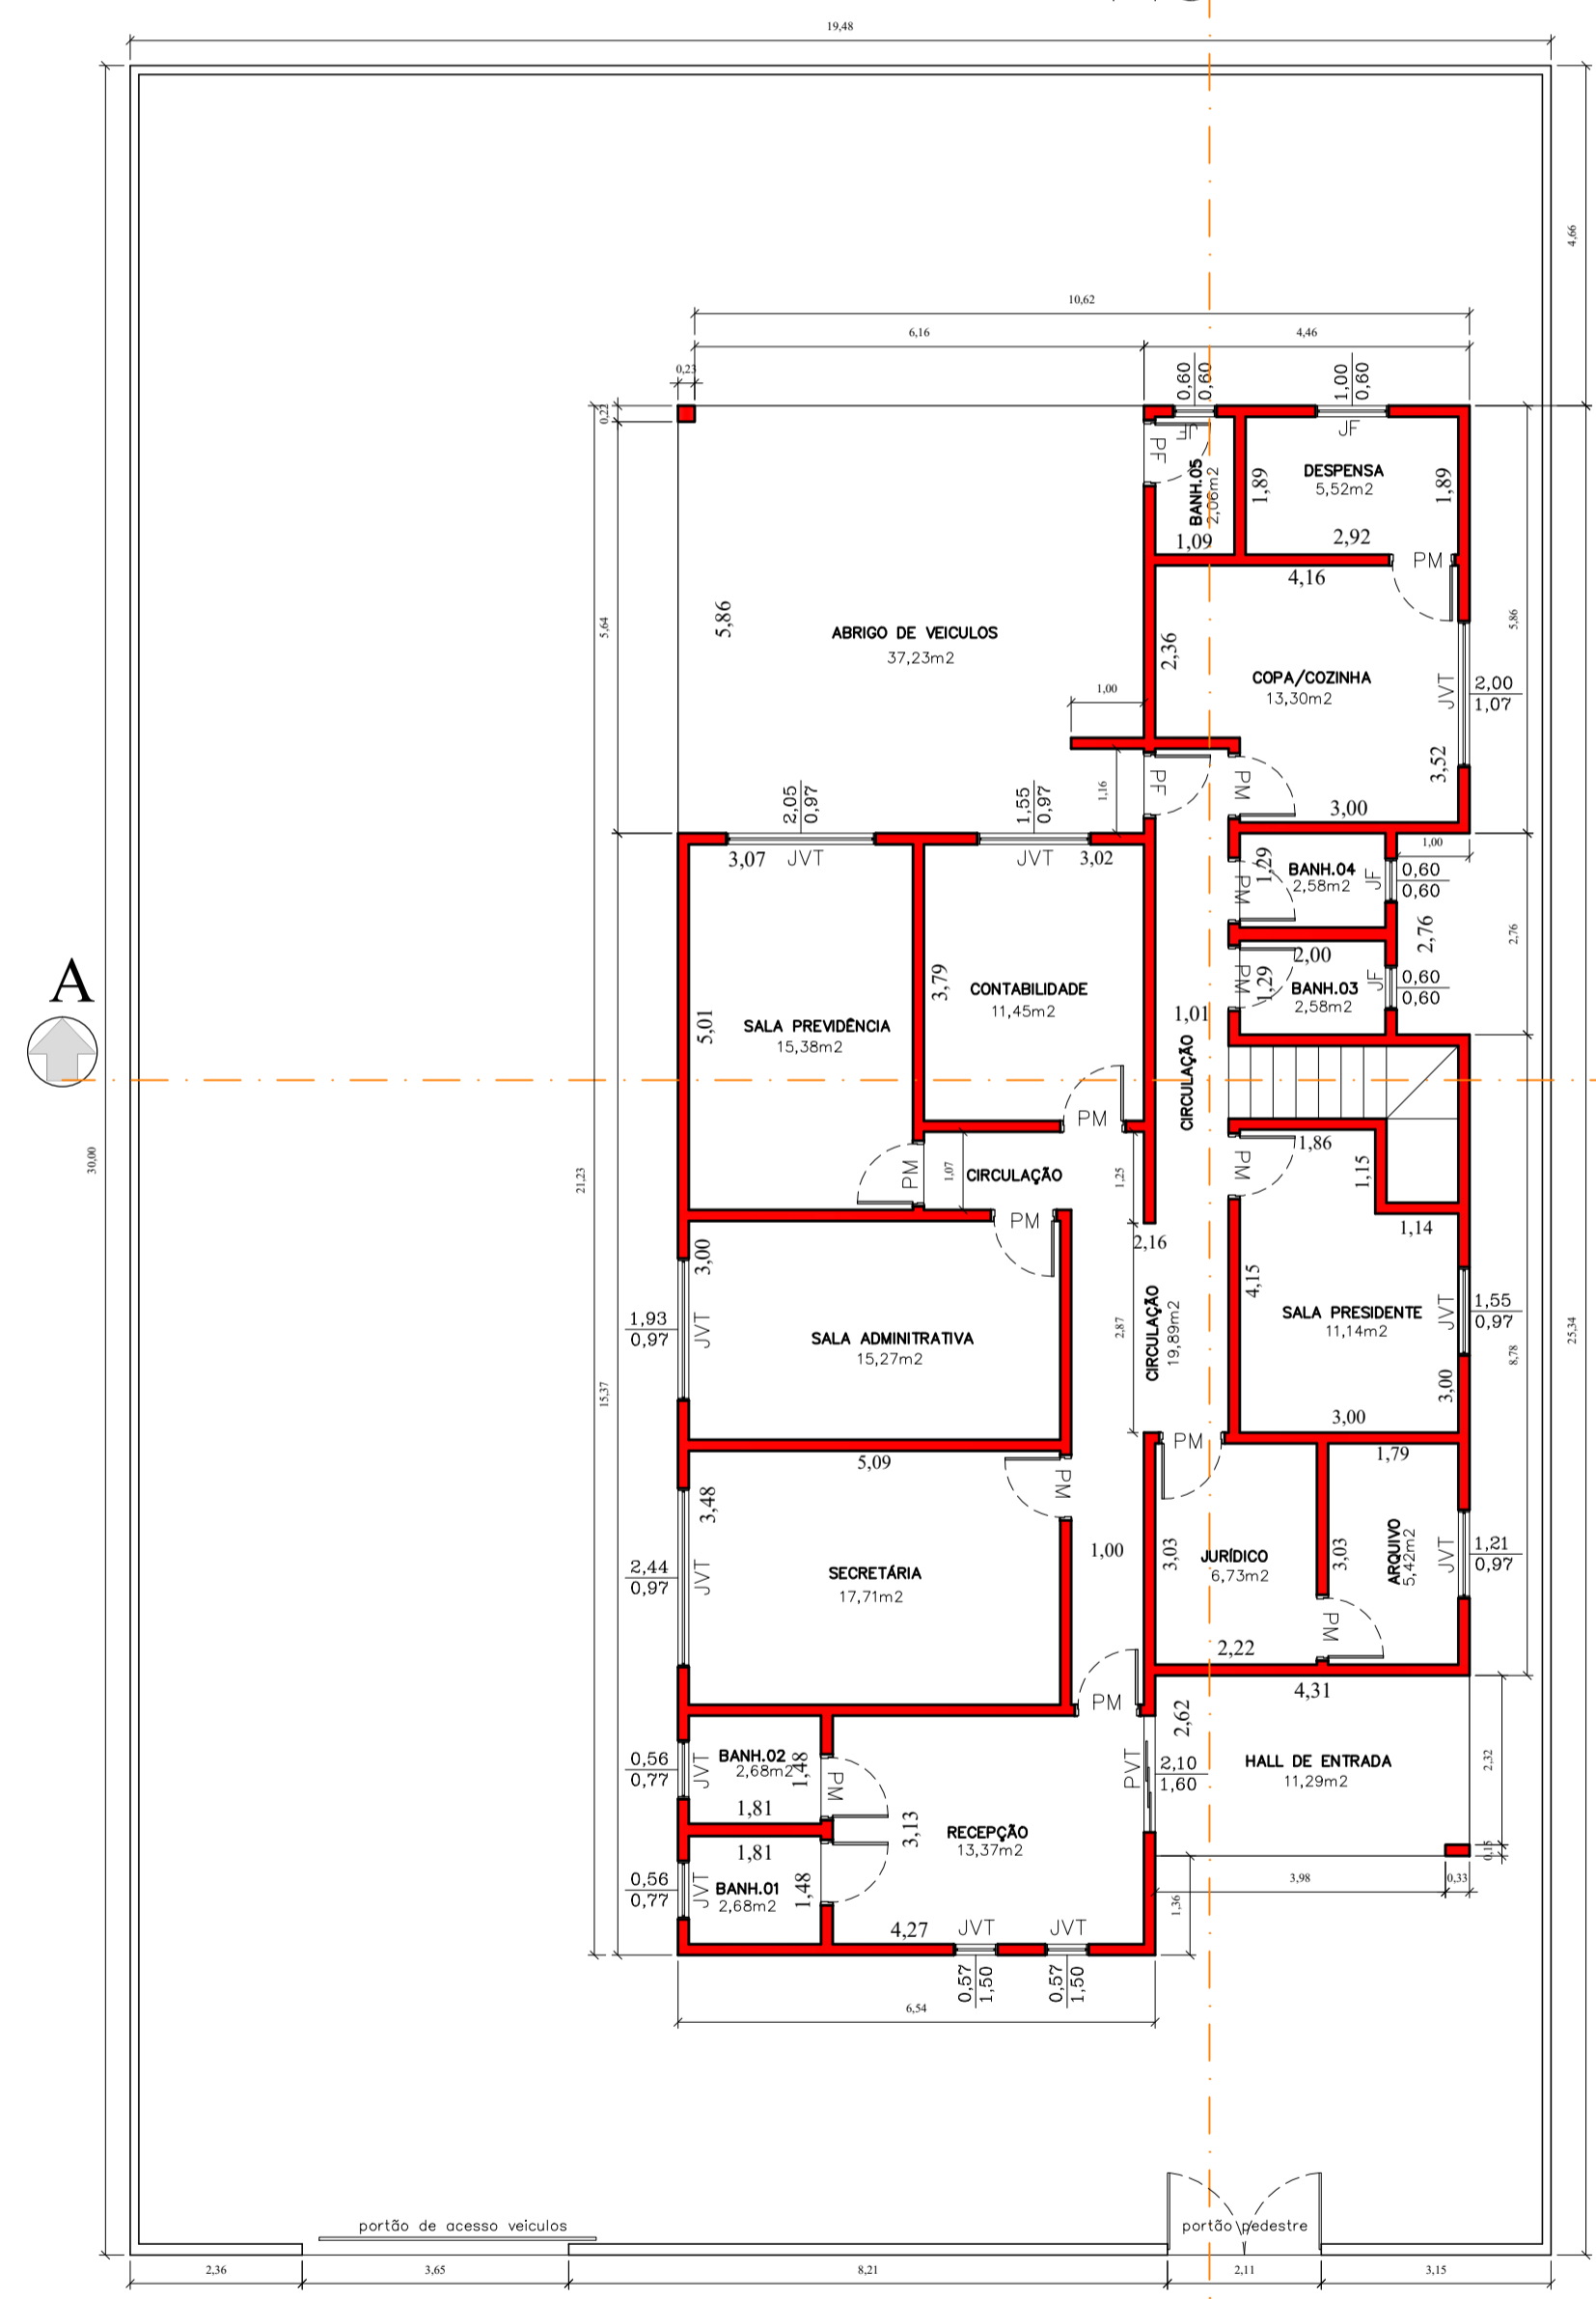 19,48
4,66
10,62
6,16
4,46
0,23
0,22
0,60
0,60
1,00
0,60
JF
JF
PF
BANH.05
2,06m2
1,09
1,89
DESPENSA
5,52m2
1,89
2,92
PM
4,16
5,64
5,86
ABRIGO DE VEICULOS
37,23m2
2,36
COPA/COZINHA
13,30m2
JVT
2,00
1,07
5,86
1,00
3,52
1,16
PF
PM
3,00
2,05
0,97
1,55
0,97
3,07
JVT
JVT
3,02
1,29
BANH.04
2,58m2
PM
JF
1,00
0,60
0,60
2,76
2,76
2,00
1,29
BANH.03
2,58m2
PM
JF
0,60
0,60
A
5,01
SALA PREVIDÊNCIA
15,38m2
3,79
CONTABILIDADE
11,45m2
1,01
CIRCULAÇÃO
PM
PM
1,07
CIRCULAÇÃO
1,25
PM
1,86
1,15
PM
1,14
30,00
21,23
15,37
3,00
2,16
4,15
1,93
0,97
JVT
SALA ADMINITRATIVA
15,27m2
2,87
CIRCULAÇÃO
19,89m2
SALA PRESIDENTE
11,14m2
JVT
1,55
0,97
8,78
25,34
3,00
3,00
5,09
PM
PM
1,79
3,48
2,44
0,97
JVT
SECRETÁRIA
17,71m2
1,00
3,03
JURÍDICO
6,73m2
3,03
ARQUIVO
5,42m2
JVT
1,21
0,97
PM
2,22
PM
4,31
2,62
0,56
0,77
JVT
BANH.02
2,68m2
1,48
PM
1,81
PVT
2,10
1,60
HALL DE ENTRADA
11,29m2
2,32
3,13
RECEPÇÃO
13,37m2
1,81
0,56
0,77
JVT
BANH.01
2,68m2
1,48
0,15
3,98
0,33
1,36
4,27
JVT
JVT
0,57
1,50
0,57
1,50
6,54
portão de acesso veiculos
portão pedestre
2,36
3,65
8,21
2,11
3,15